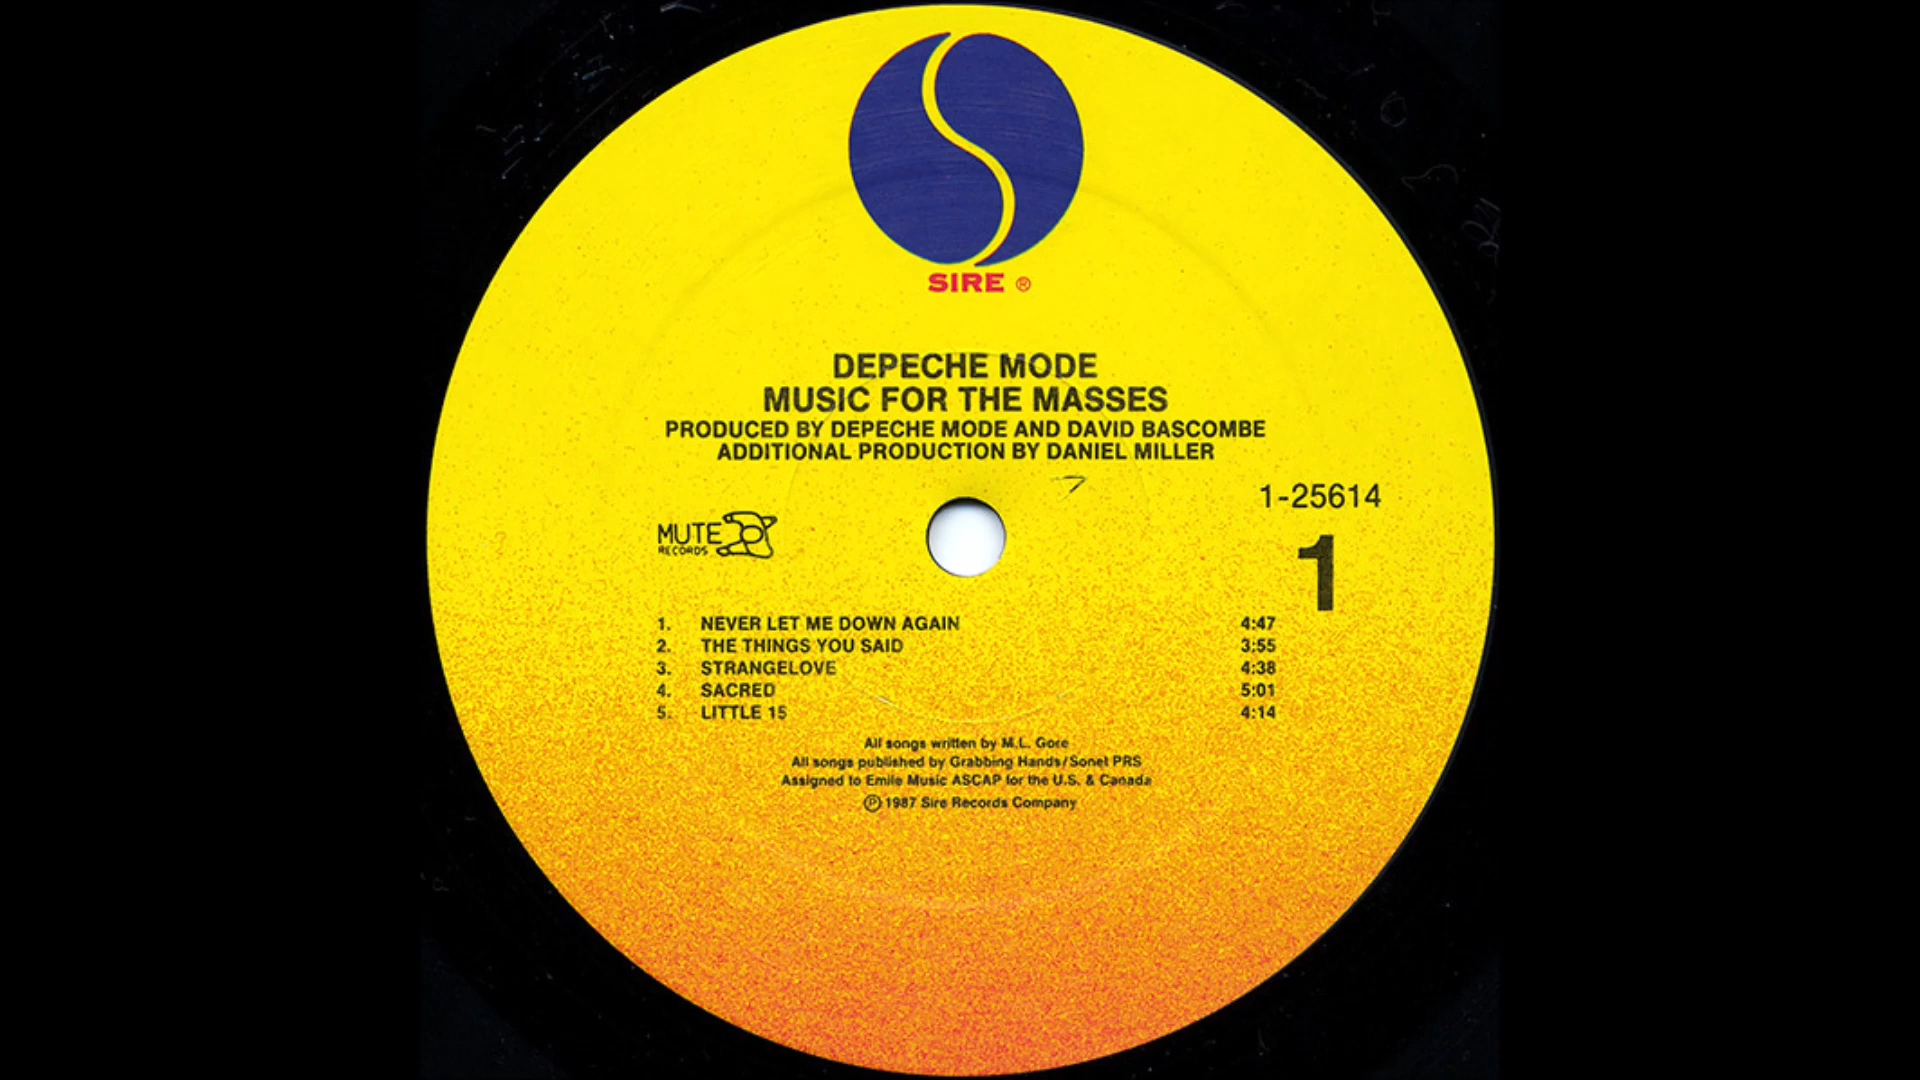 SIRE ®
DEPECHE MODE
MUSIC FOR THE MASSES
PRODUCED BY DEPECHE MODE AND DAVID BASCOMBE
ADDITIONAL PRODUCTION BY DANIEL MILLER
1-25614
MUTE
RECORDS
1
1. NEVER LET ME DOWN AGAIN 4:47
2. THE THINGS YOU SAID 3:55
3. STRANGELOVE 4:38
4. SACRED 5:01
5. LITTLE 15 4:14
All songs written by M.L. Gore
All songs published by Grabbing Hands/Sonet PRS
Assigned to Emile Music ASCAP for the U.S. & Canada
Ⓟ 1987 Sire Records Company